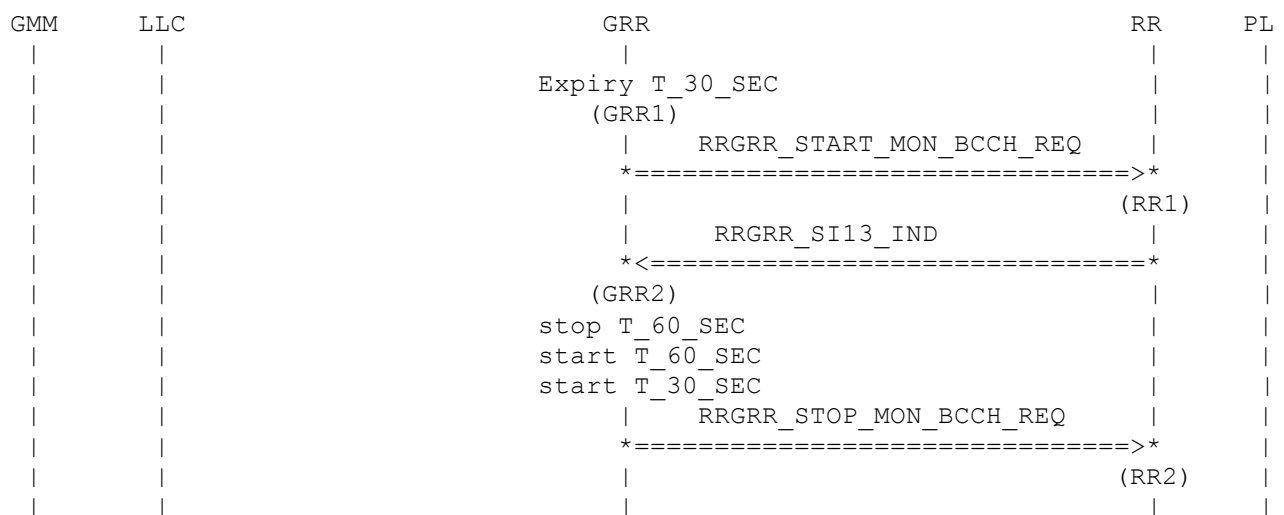 GMM LLC GRR RR PL
Expiry T_30_SEC
(GRR1)
RRGRR_START_MON_BCCH_REQ
*===============================>*
(RR1)
RRGRR_SI13_IND
*<===============================*
(GRR2)
stop T_60_SEC
start T_60_SEC
start T_30_SEC
RRGRR_STOP_MON_BCCH_REQ
*===============================>*
(RR2)